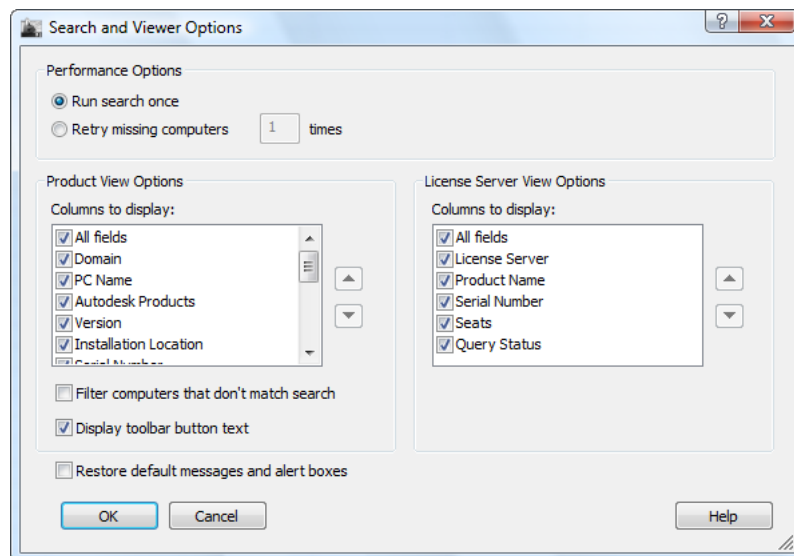 Search and Viewer Options
Performance Options
Run search once
Retry missing computers 1 times
Product View Options
Columns to display:
All fields
Domain
PC Name
Autodesk Products
Version
Installation Location
Serial Number
Filter computers that don't match search
Display toolbar button text
License Server View Options
Columns to display:
All fields
License Server
Product Name
Serial Number
Seats
Query Status
Restore default messages and alert boxes
OK Cancel Help